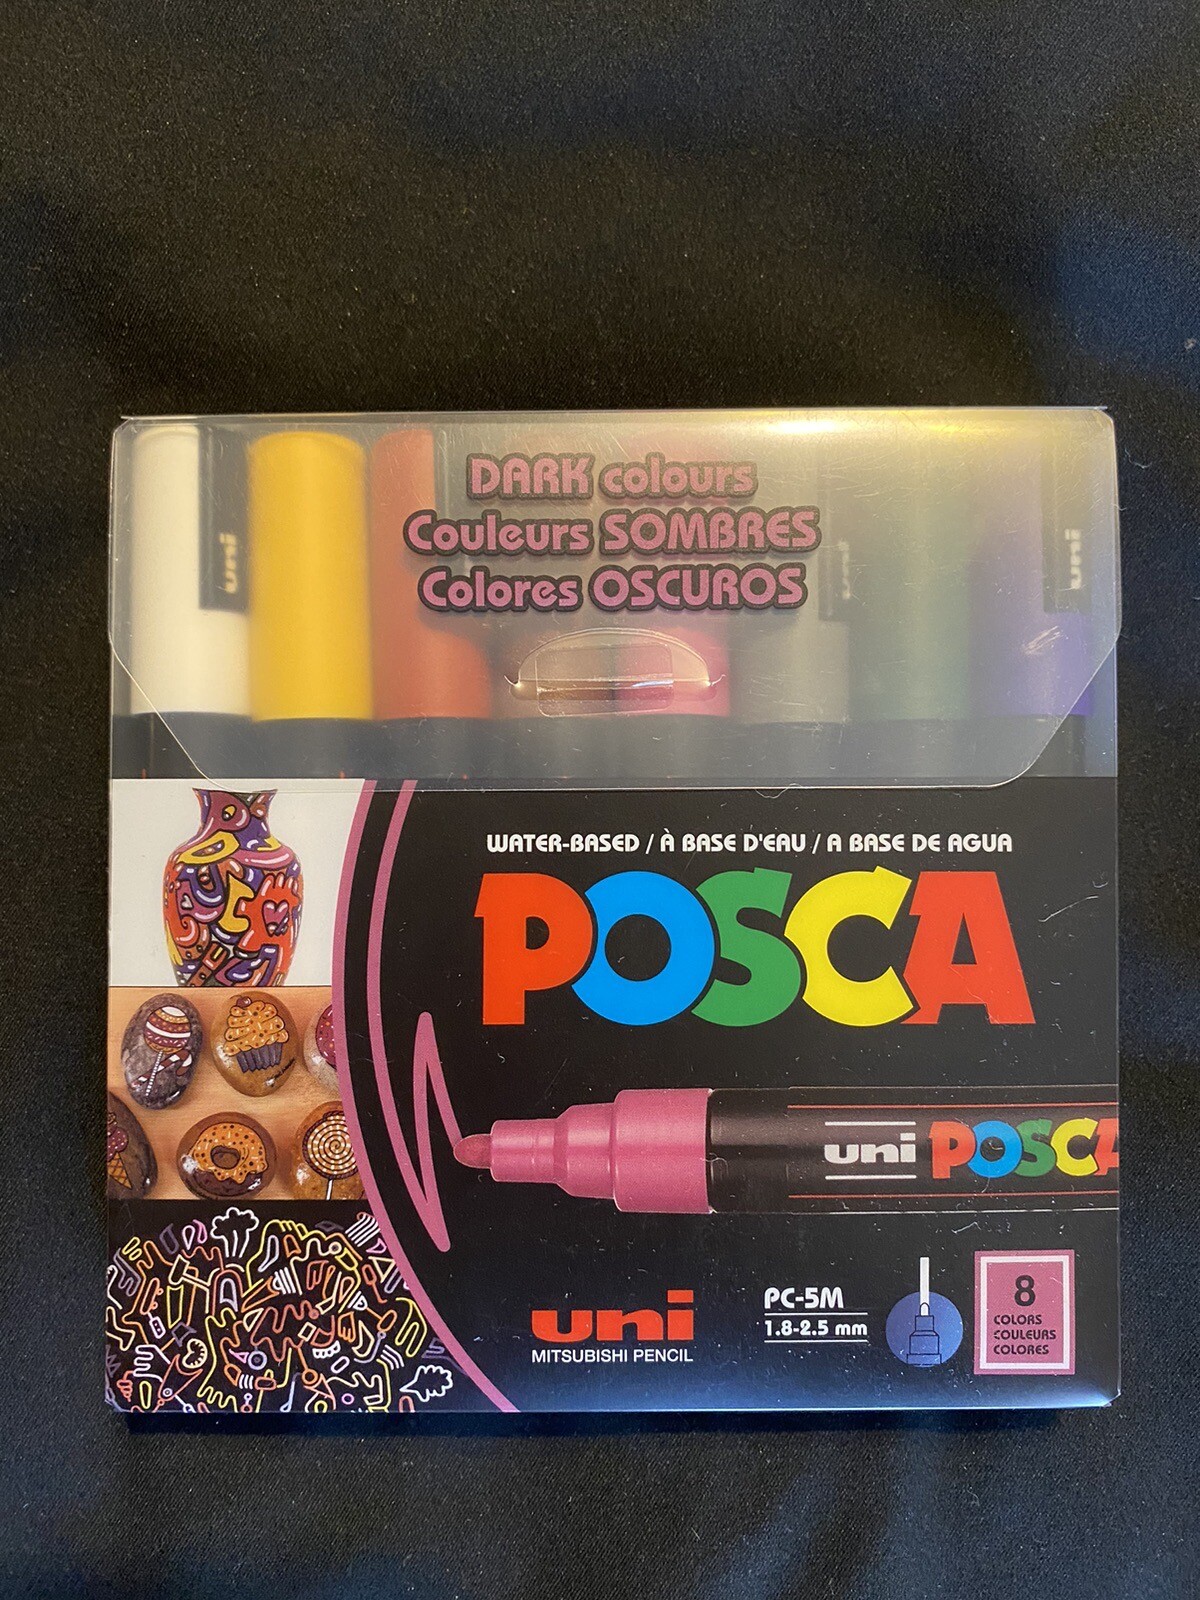 uni
uni
uni
DARK colours
Couleurs SOMBRES
Colores OSCUROS
WATER-BASED / À BASE D'EAU / A BASE DE AGUA
POSCA
uni POSCA
uni
MITSUBISHI PENCIL
PC-5M
1.8-2.5 mm
8
COLORS
COULEURS
COLORES